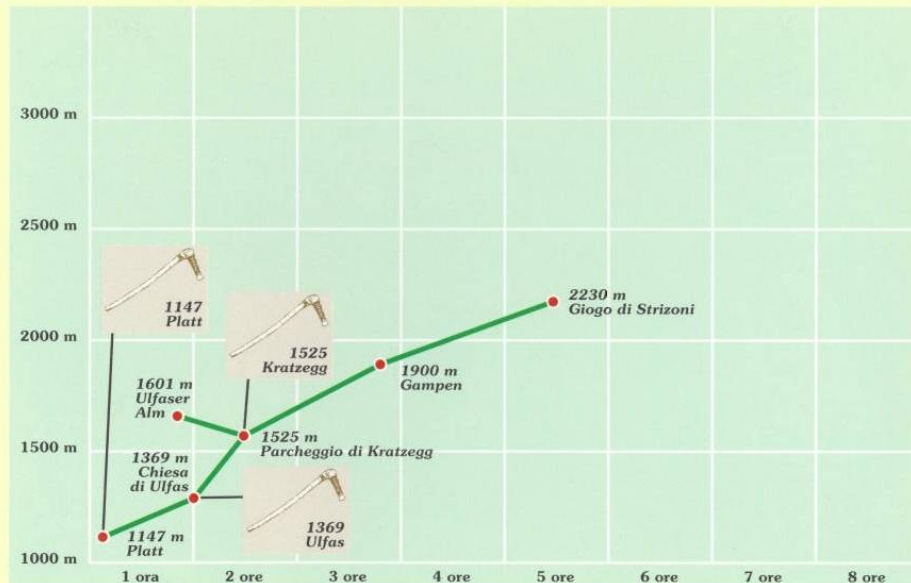 3000 m
2500 m
2000 m
1500 m
1000 m
1147
Platt
1525
Kratzegg
2230 m
Giogo di Strizoni
1900 m
Gampen
1601 m
Ulfaser
Alm
1525 m
Parcheggio di Kratzegg
1369 m
Chiesa
di Ulfas
1369
Ulfas
1147 m
Platt
1 ora
2 ore
3 ore
4 ore
5 ore
6 ore
7 ore
8 ore